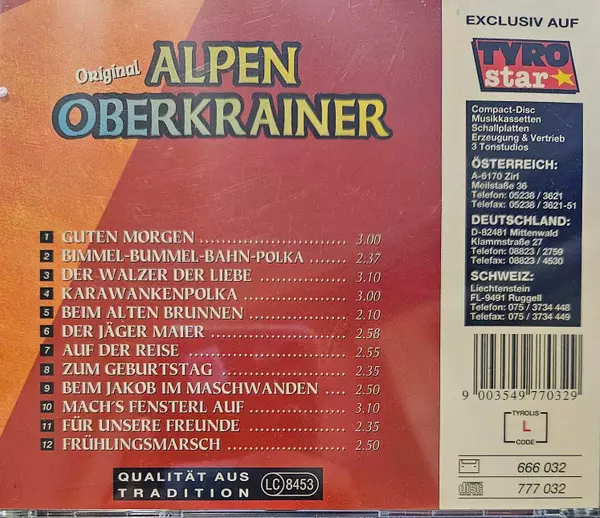 Original ALPEN
OBERKRAINER
1 GUTEN MORGEN ........................ 3.00
2 BIMMEL-BUMMEL-BAHN-POLKA ....... 2.37
3 DER WALZER DER LIEBE ............... 3.10
4 KARAWANKENPOLKA .................. 3.00
5 BEIM ALTEN BRUNNEN ................. 2.10
6 DER JÄGER MAIER ...................... 2.58
7 AUF DER REISE .......................... 2.55
8 ZUM GEBURTSTAG ..................... 2.35
9 BEIM JAKOB IM MASCHWANDEN ..... 2.50
10 MACH'S FENSTERL AUF ................ 3.10
11 FÜR UNSERE FREUNDE ................. 2.35
12 FRÜHLINGSMARSCH .................... 2.50
QUALITÄT AUS
TRADITION
LC 8453
EXCLUSIV AUF
TYRO
star
Compact-Disc
Musikkassetten
Schallplatten
Erzeugung & Vertrieb
3 Tonstudios
ÖSTERREICH:
A-6170 Zirl
Meilstaße 36
Telefon: 05238 / 3621
Telefax: 05238 / 3621-51
DEUTSCHLAND:
D-82481 Mittenwald
Klammstraße 27
Telefon: 08823 / 2759
Telefax: 08823 / 4530
SCHWEIZ:
Liechtenstein
FL-9491 Ruggell
Telefon: 075 / 3734 448
Telefax: 075 / 3734 449
9 003549 770329
TYROLIS
L
CODE
666 032
777 032